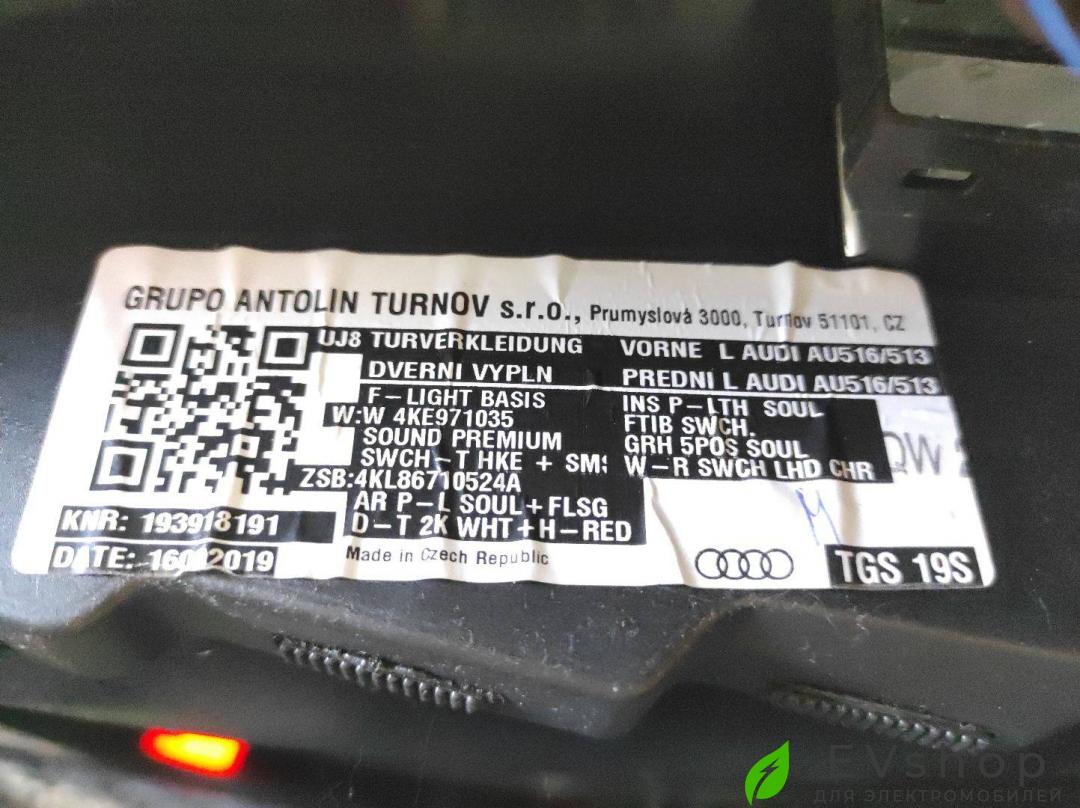 GRUPO ANTOLIN TURNOV s.r.o., Prumyslová 3000, Turnov 51101, CZ
UJ8 TURVERKLEIDUNG VORNE L AUDI AU516/513
DVERNI VYPLN PREDNI L AUDI AU516/513
F-LIGHT BASIS INS P-LTH SOUL
W:W 4KE971035 FTIB SWCH.
SOUND PREMIUM GRH 5POS SOUL
SWCH-T HKE + SMS W-R SWCH LHD CHR
QW
ZSB:4KL86710524A
AR P-L SOUL+FLSG
KNR: 193918191
D-T 2K WHT+H-RED
DATE: 2019
Made in Czech Republic
TGS 19S
M
EVshop
ДЛЯ ЭЛЕКТРОМОБИЛЕЙ